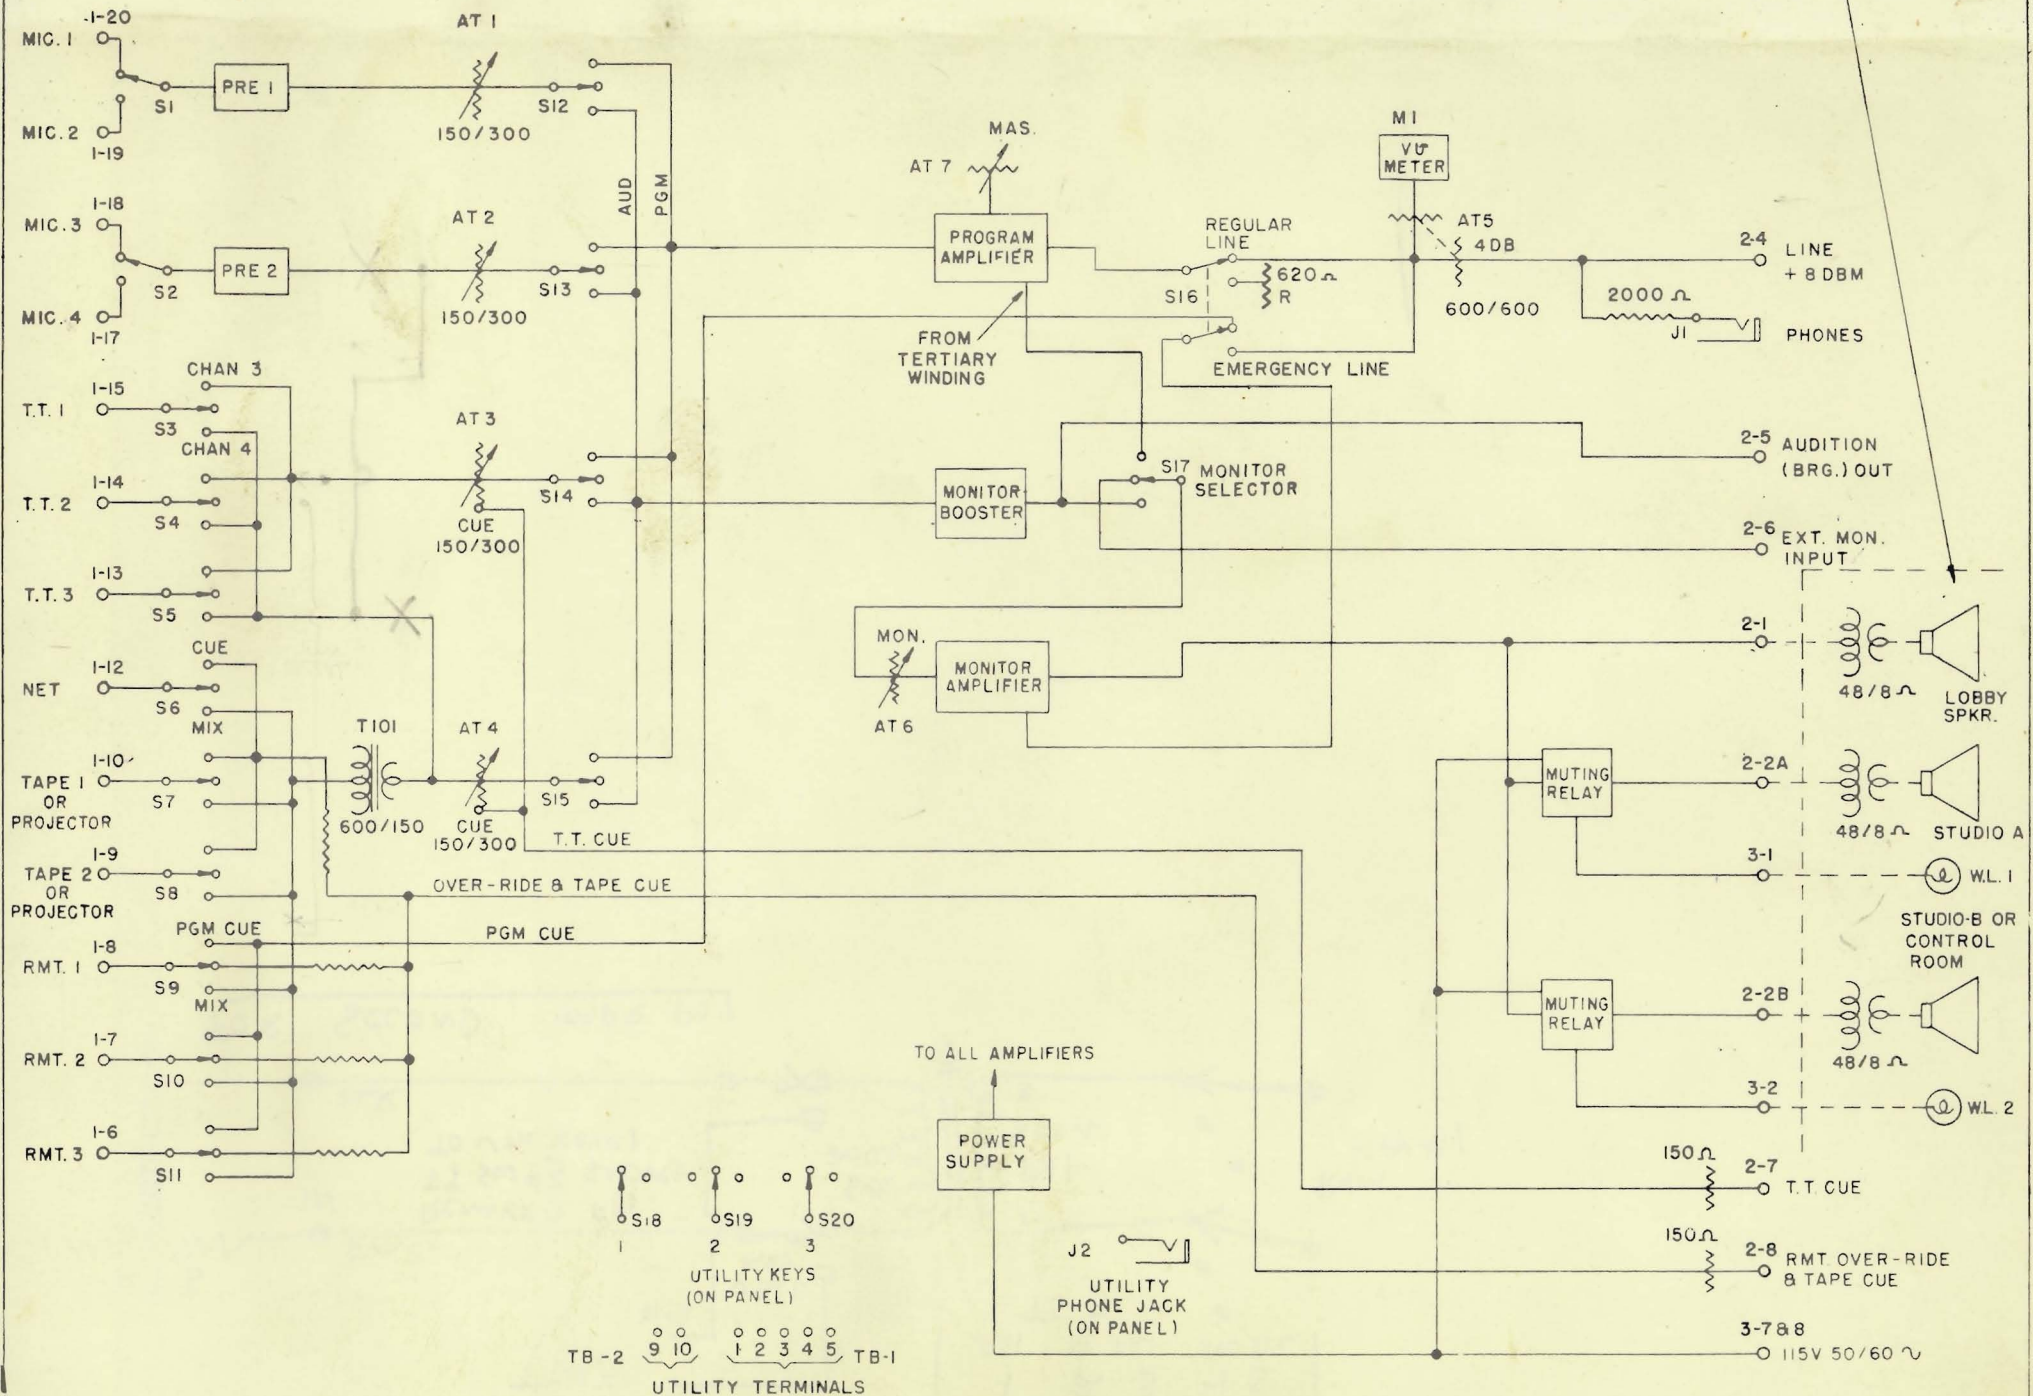 1-20
MIC. 1
S1
MIC. 2
1-19
PRE 1
AT 1
150/300
S12
1-18
MIC. 3
S2
MIC. 4
1-17
PRE 2
AT 2
150/300
S13
AUD
PGM
CHAN 3
1-15
T.T. 1
S3
CHAN 4
1-14
T.T. 2
S4
1-13
T.T. 3
S5
AT 3
CUE
150/300
S14
CUE
1-12
NET
S6
MIX
1-10
TAPE 1
OR
PROJECTOR
S7
1-9
TAPE 2
OR
PROJECTOR
S8
T101
600/150
AT 4
CUE
150/300
S15
T.T. CUE
OVER-RIDE & TAPE CUE
PGM CUE
PGM CUE
1-8
RMT. 1
S9
MIX
1-7
RMT. 2
S10
1-6
RMT. 3
S11
MAS.
AT 7
PROGRAM
AMPLIFIER
FROM
TERTIARY
WINDING
REGULAR
LINE
S16
620 Ω
R
EMERGENCY LINE
M1
VU
METER
AT5
4DB
600/600
2-4
LINE
+ 8 DBM
2000 Ω
J1
PHONES
MONITOR
BOOSTER
S17
MONITOR
SELECTOR
2-5
AUDITION
(BRG.) OUT
2-6
EXT. MON.
INPUT
MON.
AT 6
MONITOR
AMPLIFIER
2-1
48/8 Ω
LOBBY
SPKR.
MUTING
RELAY
2-2A
48/8 Ω
STUDIO A
3-1
W.L. 1
STUDIO-B OR
CONTROL
ROOM
MUTING
RELAY
2-2B
48/8 Ω
3-2
W.L. 2
TO ALL AMPLIFIERS
POWER
SUPPLY
150 Ω
2-7
T.T. CUE
150 Ω
2-8
RMT. OVER-RIDE
& TAPE CUE
3-7&8
115V 50/60 ~
S18
S19
S20
1
2
3
UTILITY KEYS
(ON PANEL)
J2
UTILITY
PHONE JACK
(ON PANEL)
TB-2
9 10
1 2 3 4 5
TB-1
UTILITY TERMINALS